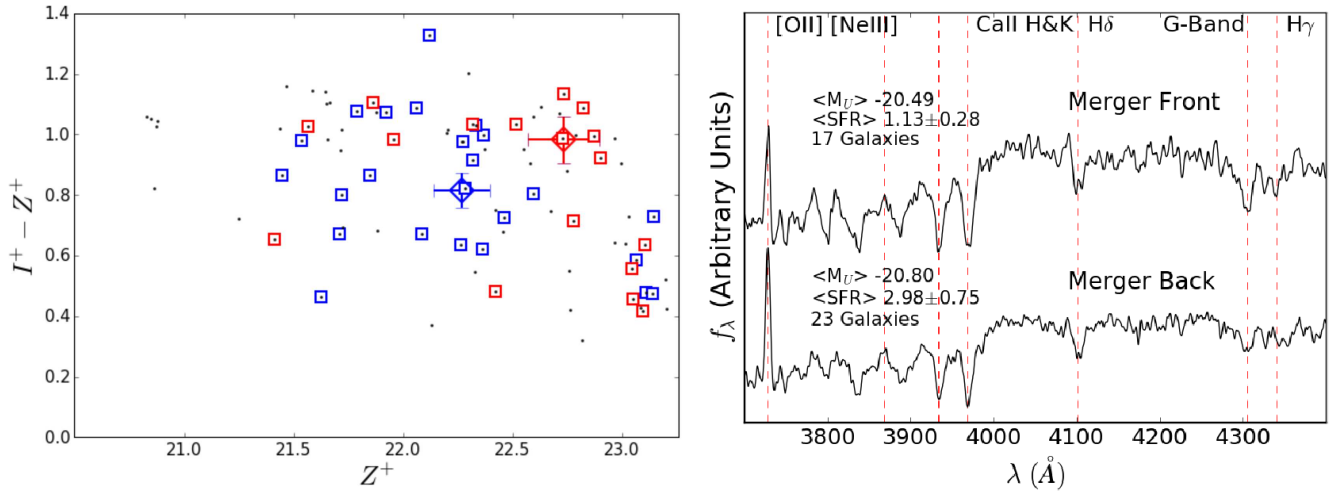 1.4
1.2
1.0
0.8
0.6
0.4
0.2
0.0
I⁺ − Z⁺
21.0 21.5 22.0 22.5 23.0
Z⁺
[OII] [NeIII] CaII H&K Hδ G-Band Hγ
<M_U> -20.49
<SFR> 1.13±0.28
17 Galaxies
Merger Front
<M_U> -20.80
<SFR> 2.98±0.75
23 Galaxies
Merger Back
f_λ (Arbitrary Units)
3800 3900 4000 4100 4200 4300
λ (Å)